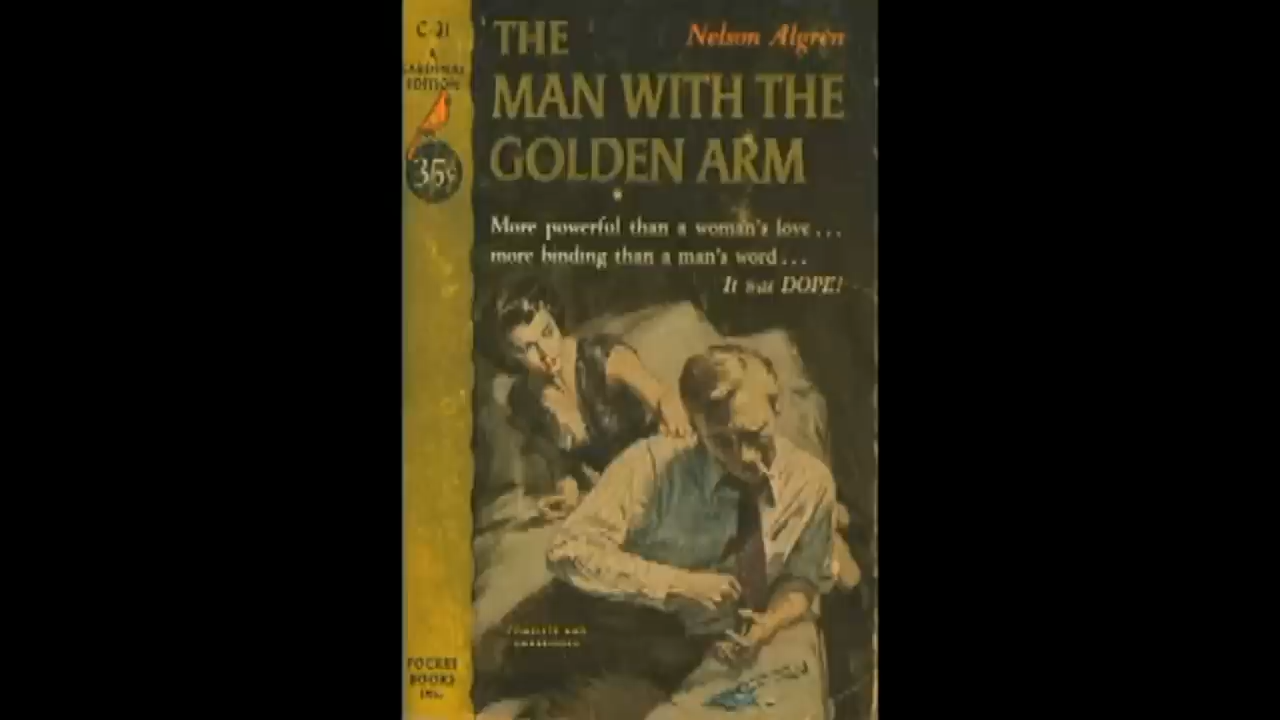 C-31
A
CARDINAL
EDITION
35¢
THE
Nelson Algren
MAN WITH THE
GOLDEN ARM
More powerful than a woman's love...
more binding than a man's word...
It was DOPE!
COMPLETE AND
UNABRIDGED
POCKET
BOOKS
INC.